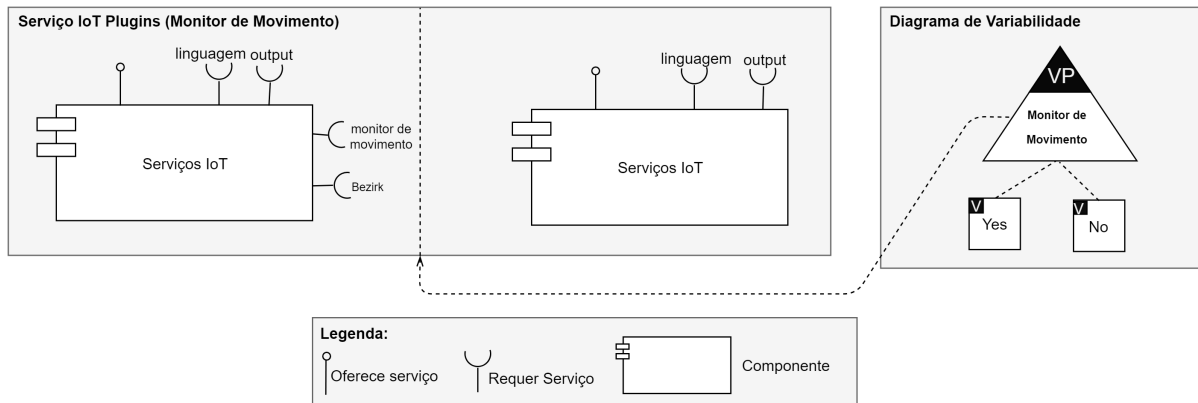 Serviço IoT Plugins (Monitor de Movimento)
linguagem output
monitor de
movimento
Serviços IoT
Bezirk
linguagem output
Serviços IoT
Diagrama de Variabilidade
VP
Monitor de
Movimento
V
Yes
V
No
Legenda:
Oferece serviço
Requer Serviço
Componente